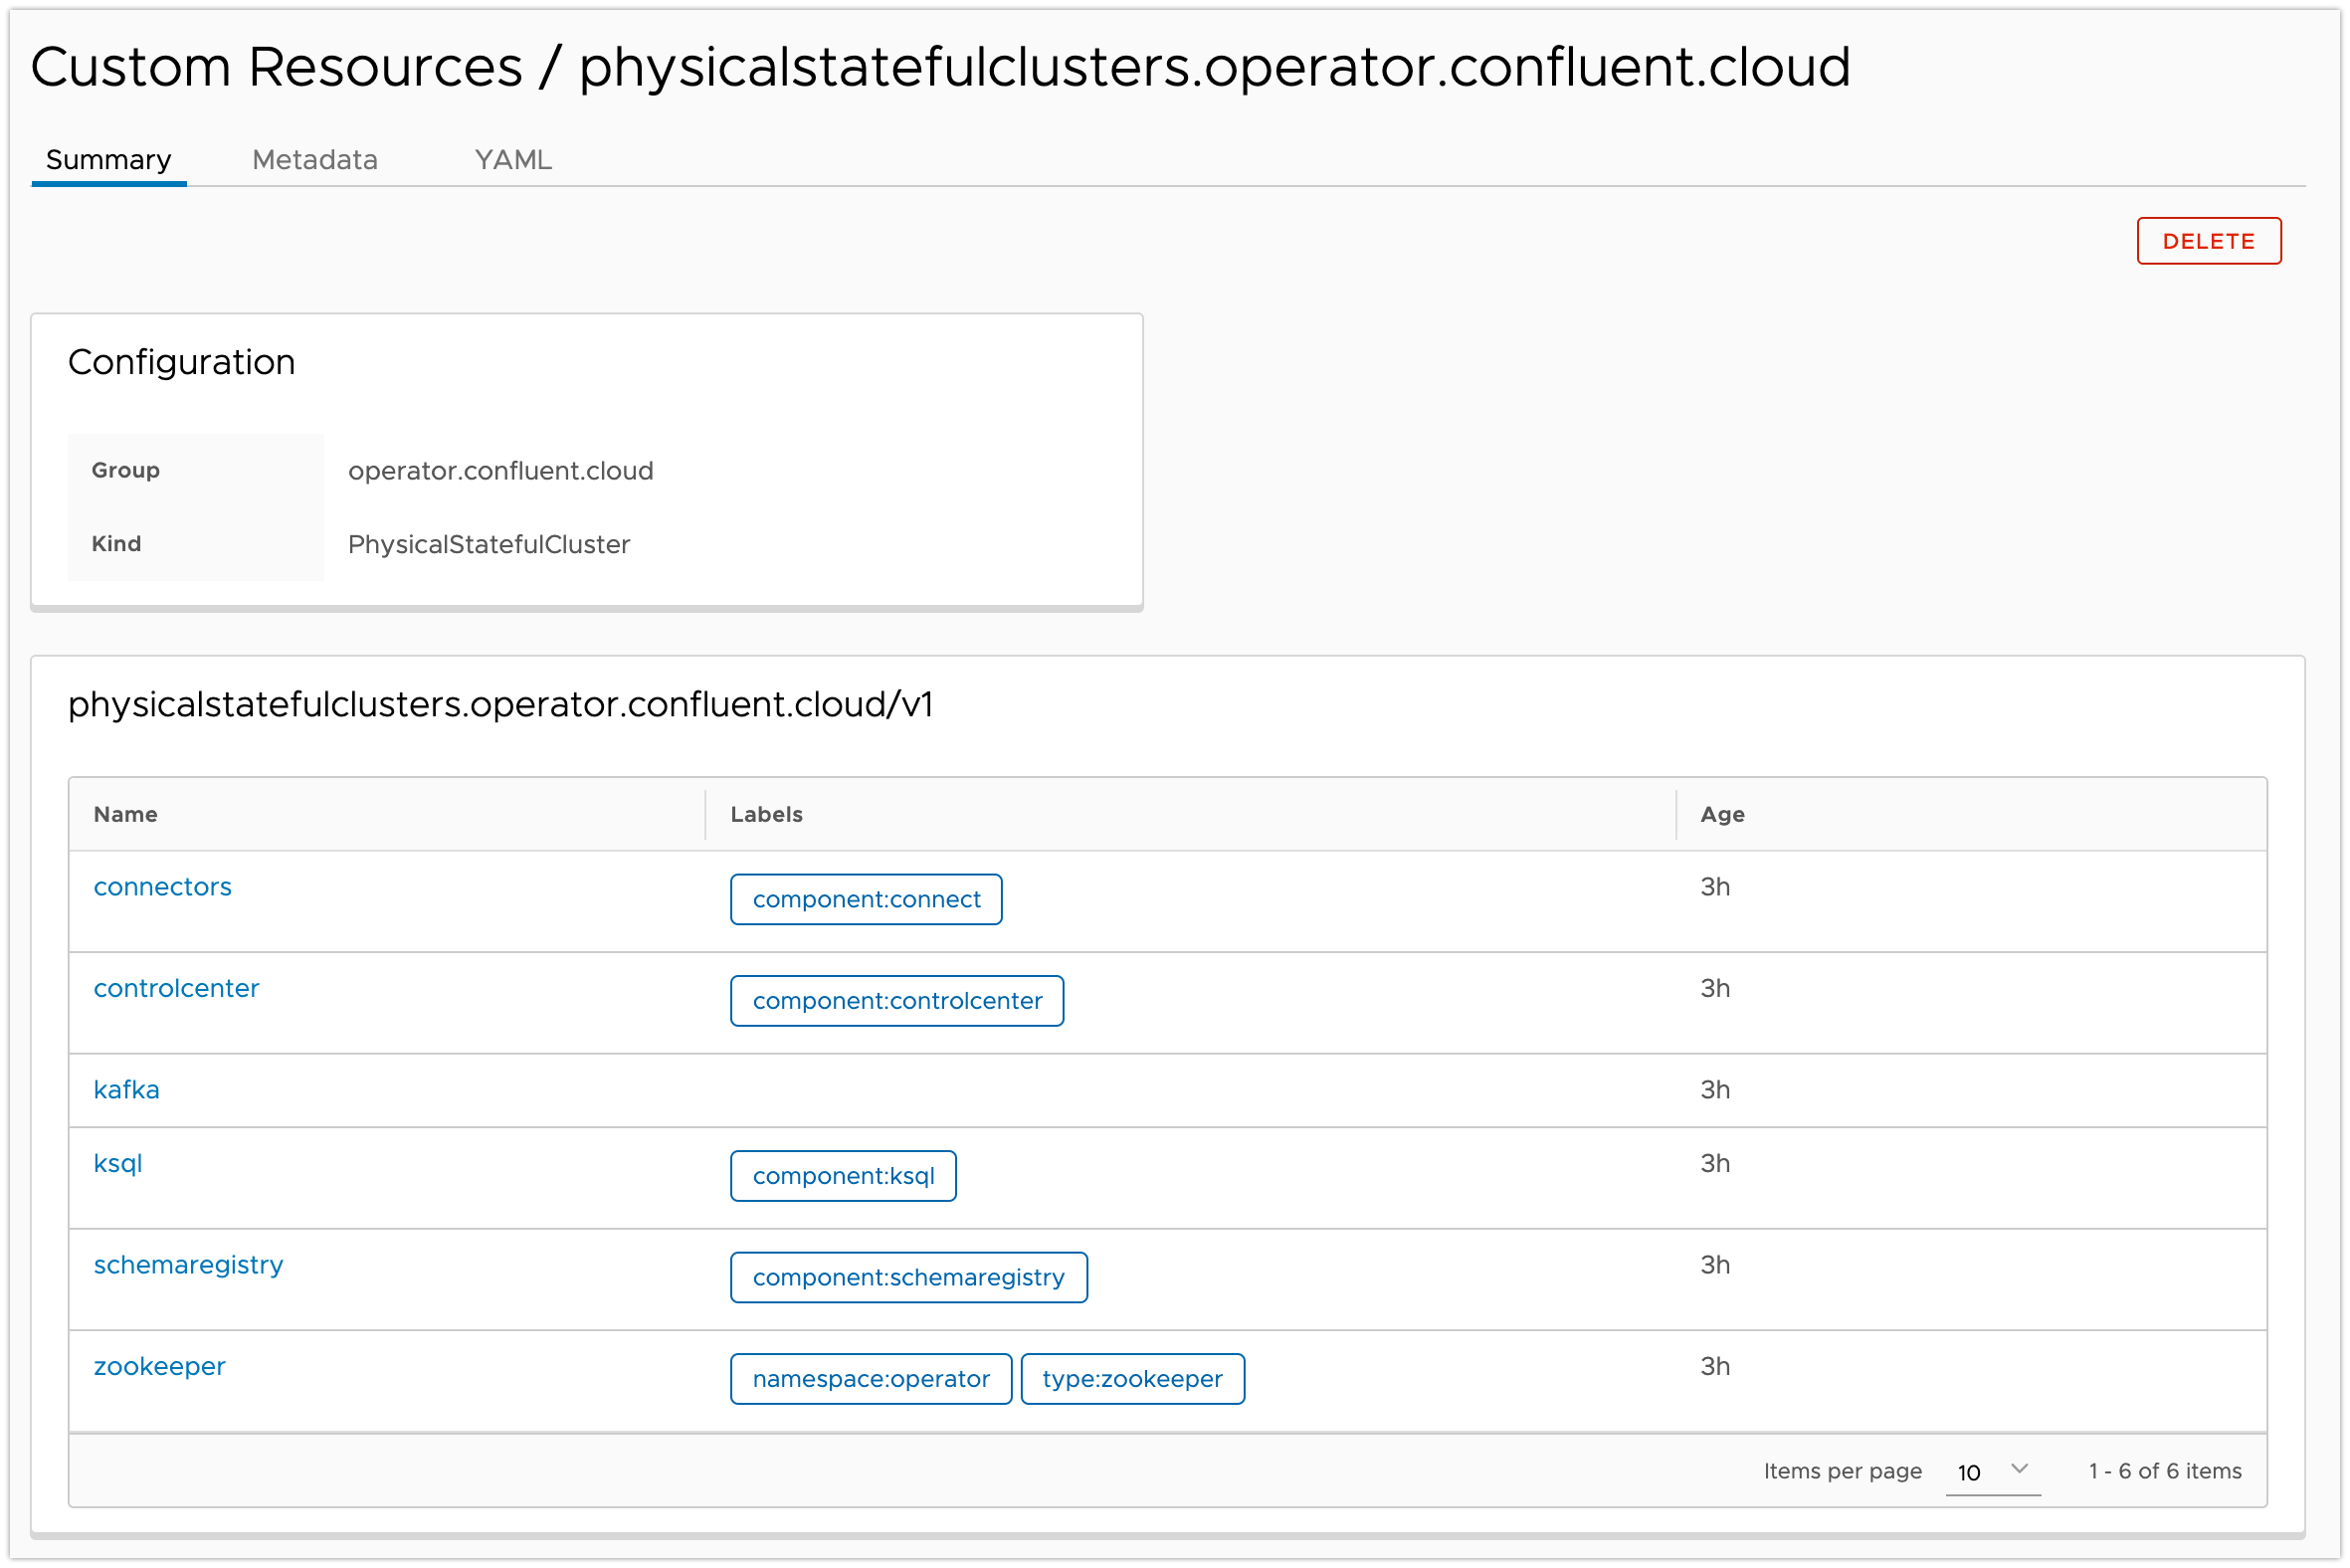 Custom Resources / physicalstatefulclusters.operator.confluent.cloud
Summary Metadata YAML
DELETE
Configuration
Group operator.confluent.cloud
Kind PhysicalStatefulCluster
physicalstatefulclusters.operator.confluent.cloud/v1
Name Labels Age
connectors component:connect 3h
controlcenter component:controlcenter 3h
kafka 3h
ksql component:ksql 3h
schemaregistry component:schemaregistry 3h
zookeeper namespace:operator type:zookeeper 3h
Items per page 10 1 - 6 of 6 items